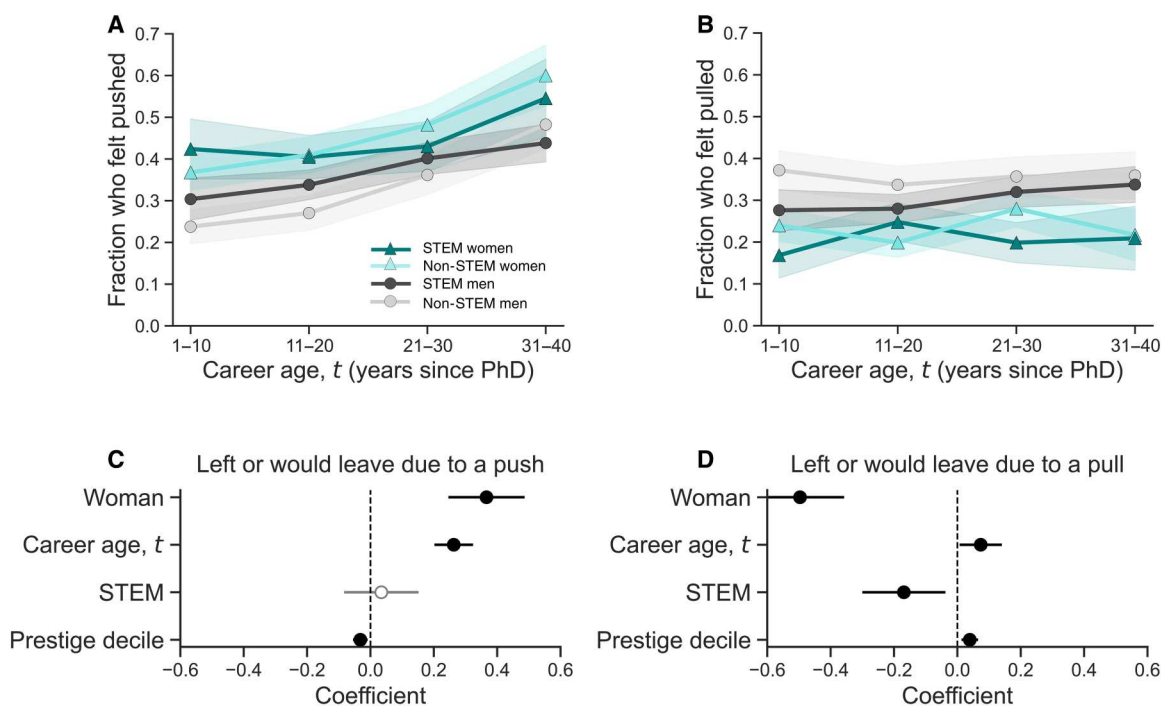 A
Fraction who felt pushed
0.7
0.6
0.5
0.4
0.3
0.2
0.1
0.0
STEM women
Non-STEM women
STEM men
Non-STEM men
1–10 11–20 21–30 31–40
Career age, t (years since PhD)
B
Fraction who felt pulled
0.7
0.6
0.5
0.4
0.3
0.2
0.1
0.0
1–10 11–20 21–30 31–40
Career age, t (years since PhD)
C
Left or would leave due to a push
Woman
Career age, t
STEM
Prestige decile
−0.6 −0.4 −0.2 0.0 0.2 0.4 0.6
Coefficient
D
Left or would leave due to a pull
Woman
Career age, t
STEM
Prestige decile
−0.6 −0.4 −0.2 0.0 0.2 0.4 0.6
Coefficient